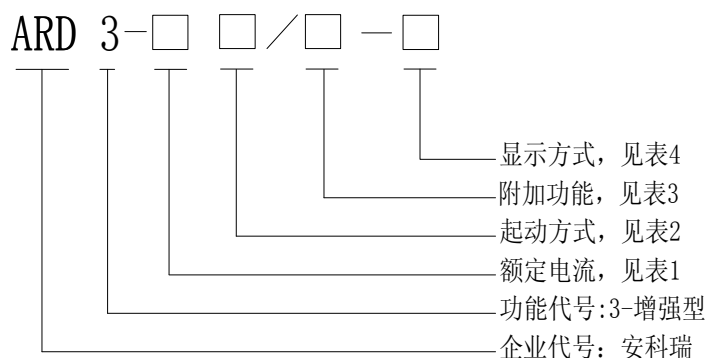 ARD 3-□ □/□-□
显示方式，见表4
附加功能，见表3
起动方式，见表2
额定电流，见表1
功能代号:3-增强型
企业代号：安科瑞